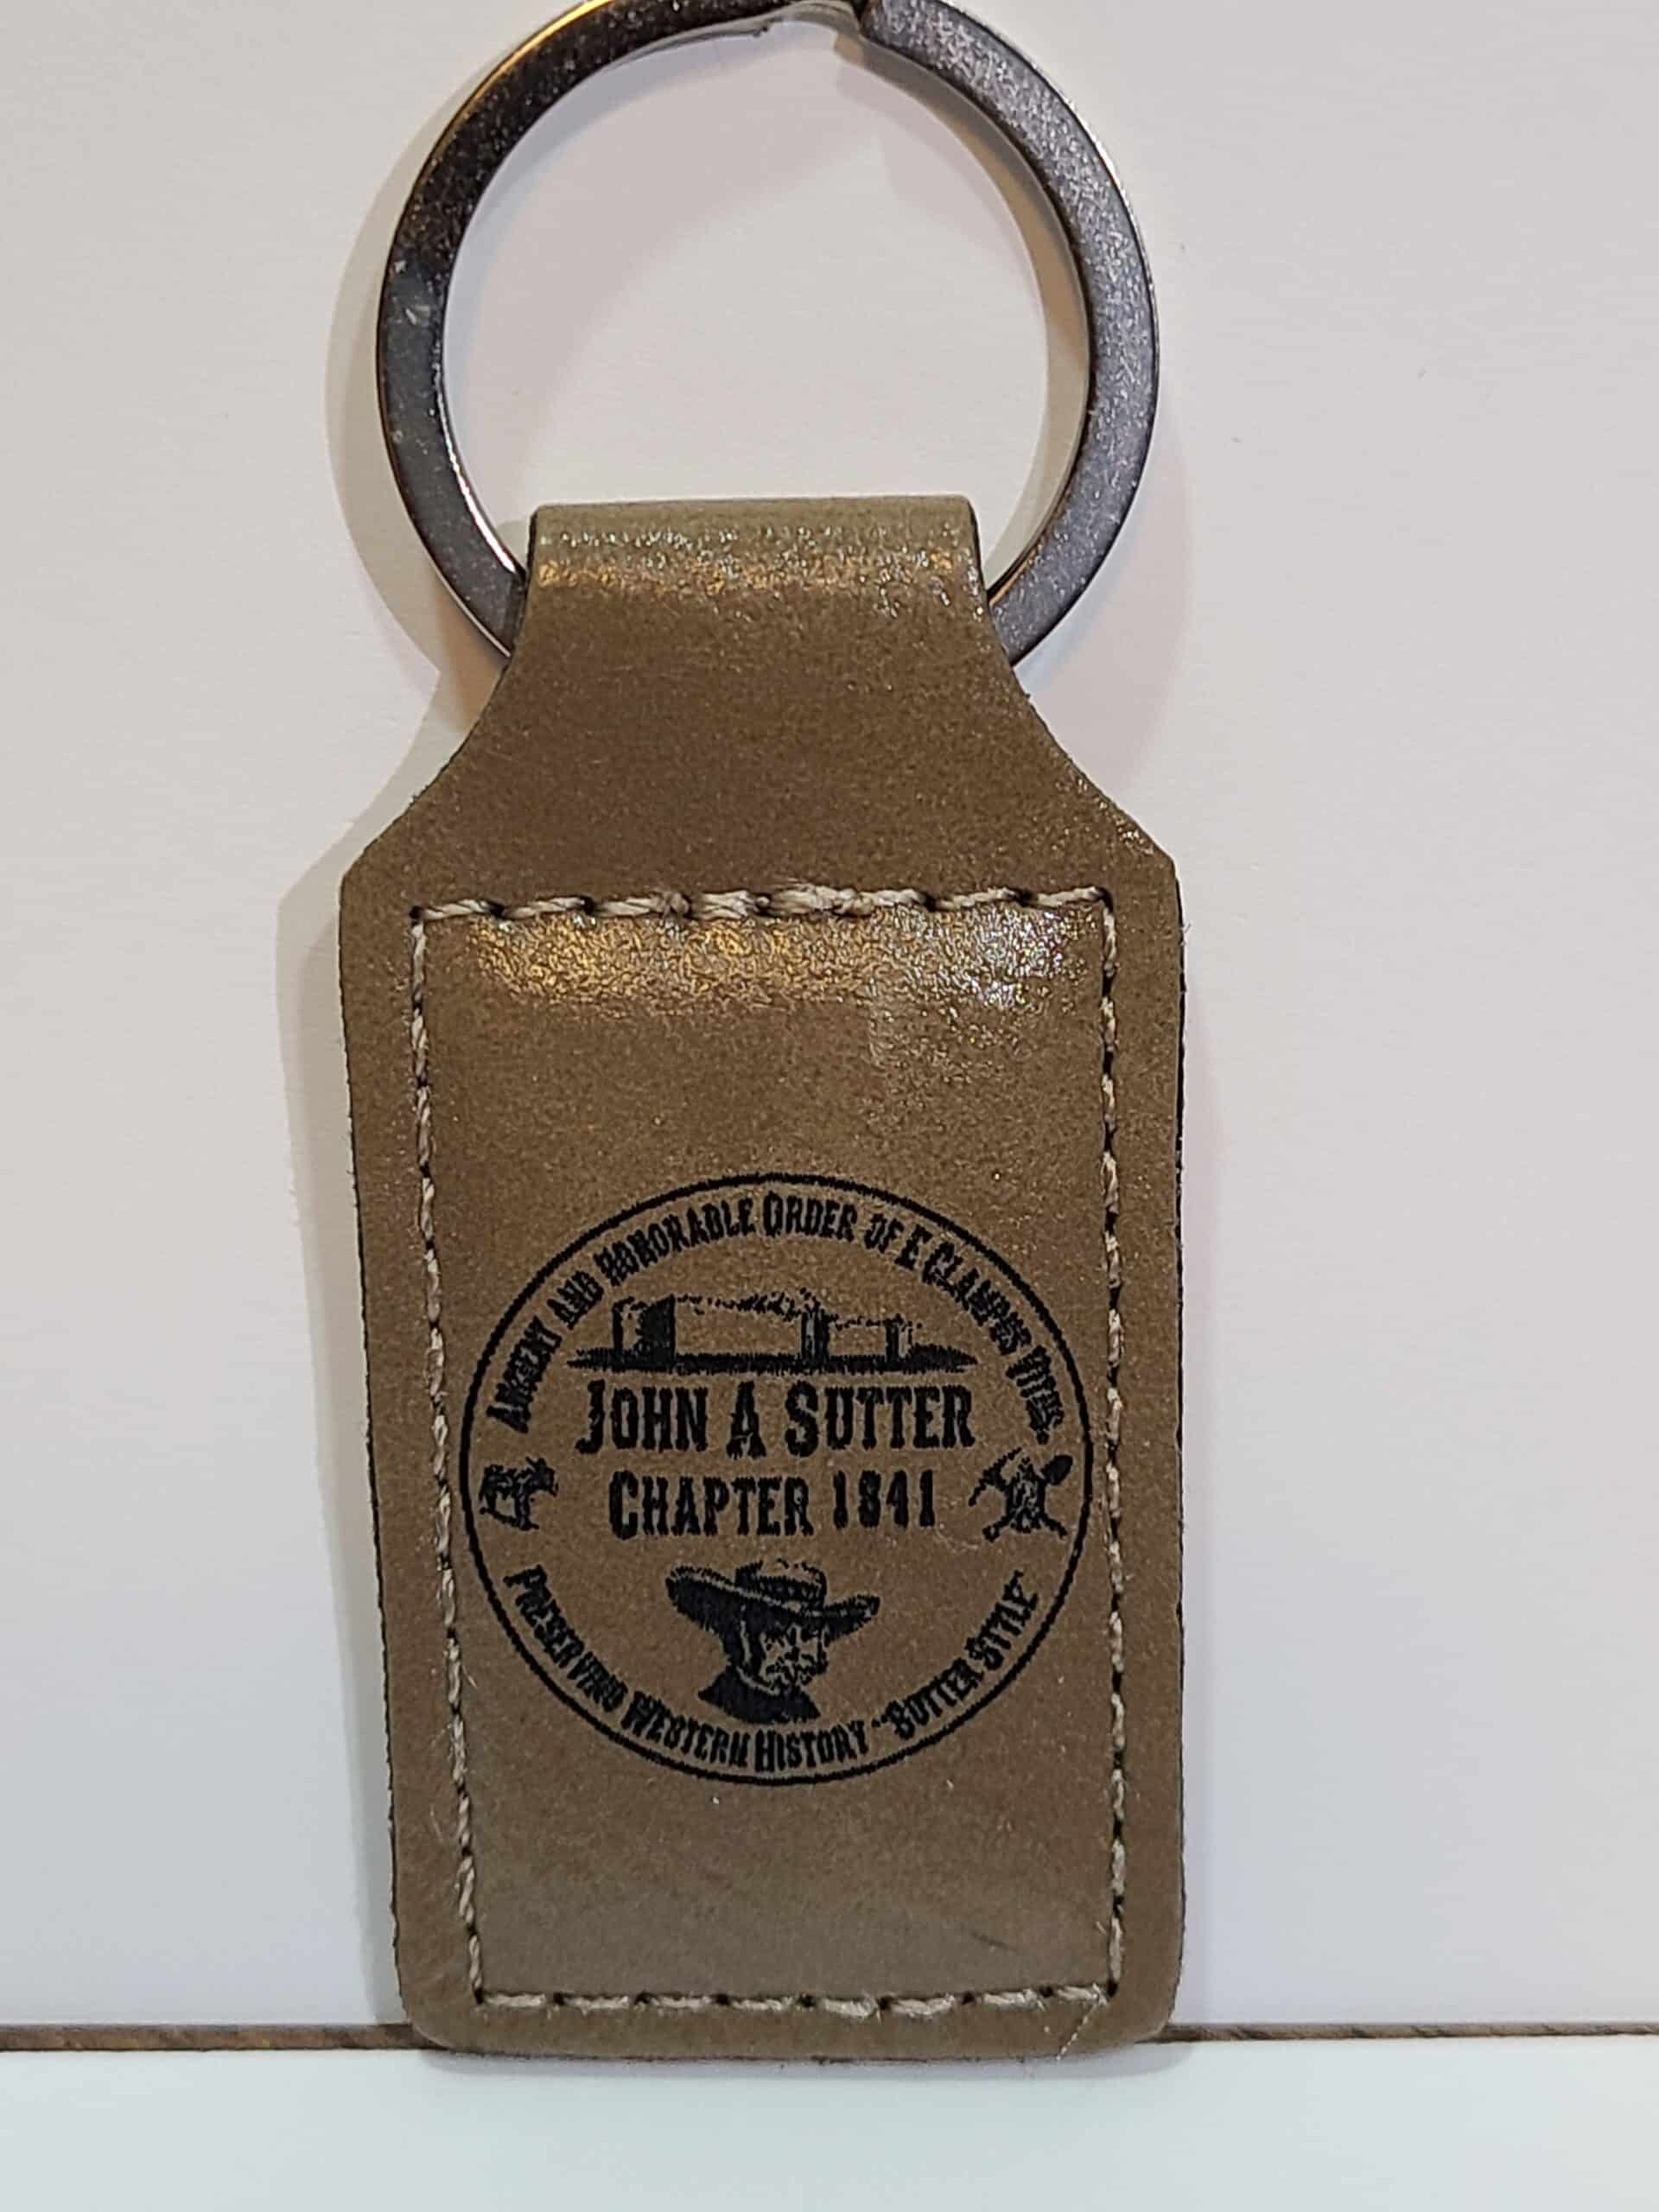 Ancient and Honorable Order of E Clampus Vitus
John A Sutter
Chapter 1841
Preserving Western History "Sutter Style"